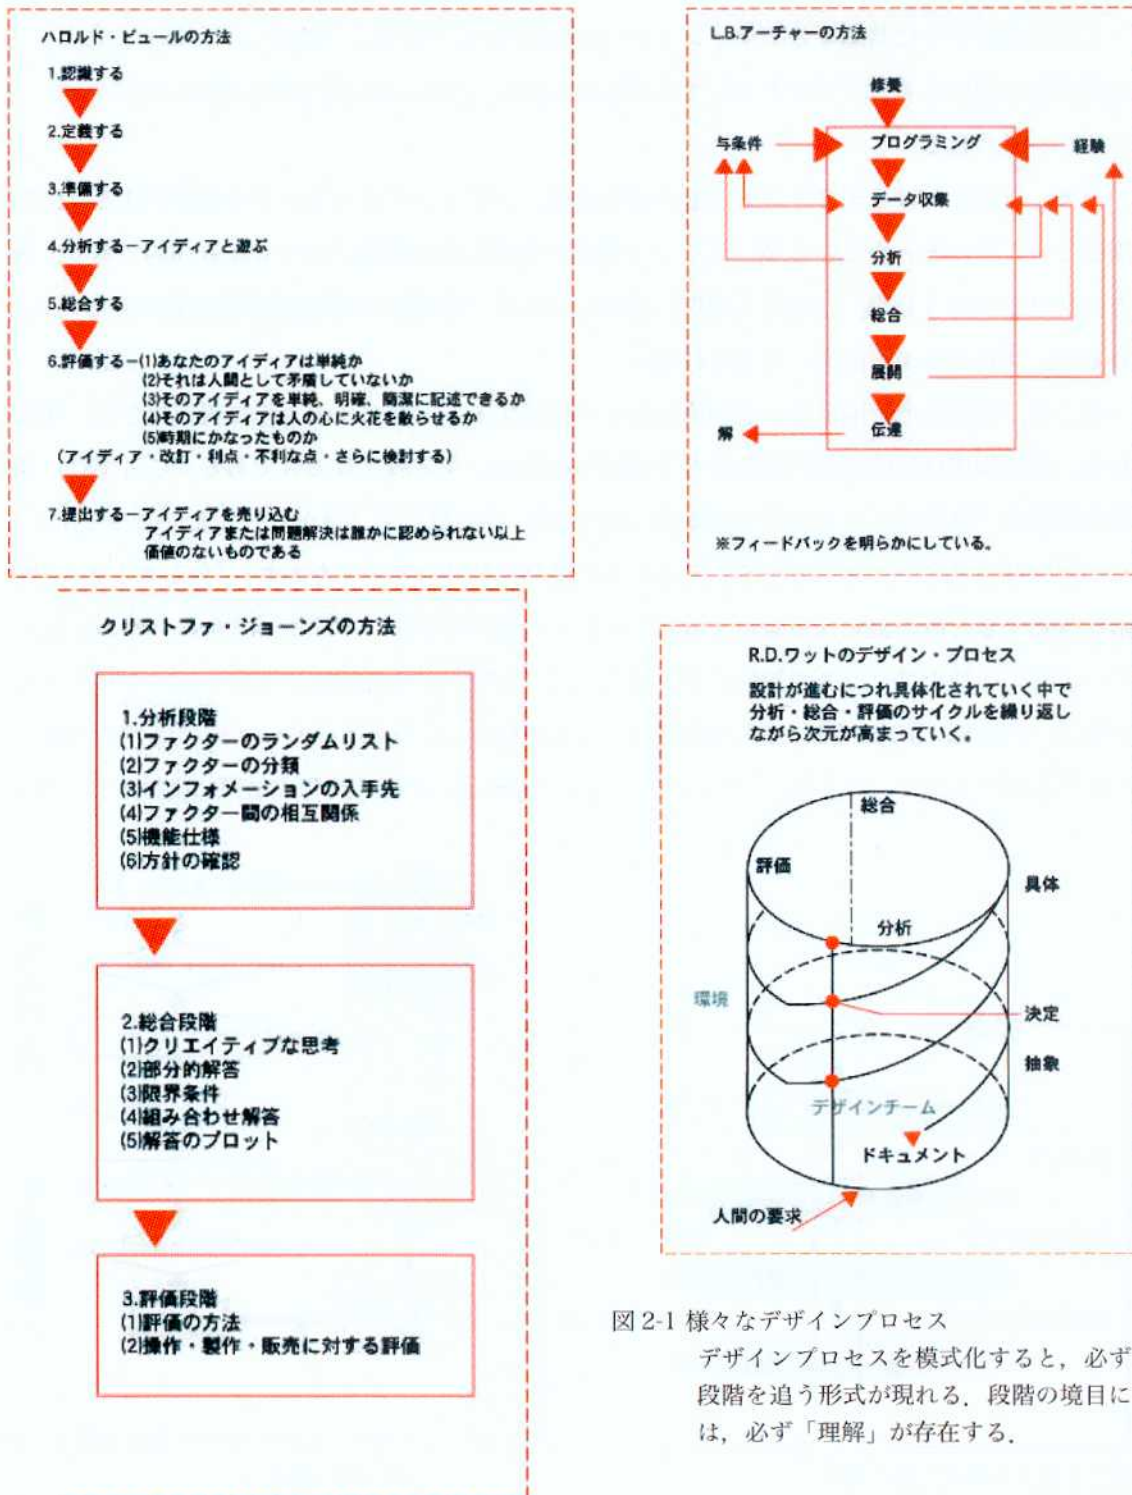 ハロルド・ビュールの方法
1.認識する
2.定義する
3.準備する
4.分析する－アイディアと遊ぶ
5.総合する
6.評価する－(1)あなたのアイディアは単純か
(2)それは人間として矛盾していないか
(3)そのアイディアを単純、明確、簡潔に記述できるか
(4)そのアイディアは人の心に火花を散らせるか
(5)時期にかなったものか
(アイディア・改訂・利点・不利な点・さらに検討する)
7.提出する－アイディアを売り込む
アイディアまたは問題解決は誰かに認められない以上
価値のないものである
L.B.アーチャーの方法
修養
与条件
プログラミング
経験
データ収集
分析
総合
展開
解
伝達
※フィードバックを明らかにしている。
クリストファ・ジョーンズの方法
1.分析段階
(1)ファクターのランダムリスト
(2)ファクターの分類
(3)インフォメーションの入手先
(4)ファクター間の相互関係
(5)機能仕様
(6)方針の確認
2.総合段階
(1)クリエイティブな思考
(2)部分的解答
(3)限界条件
(4)組み合わせ解答
(5)解答のプロット
3.評価段階
(1)評価の方法
(2)操作・製作・販売に対する評価
R.D.ワットのデザイン・プロセス
設計が進むにつれ具体化されていく中で
分析・総合・評価のサイクルを繰り返し
ながら次元が高まっていく。
総合
評価
具体
分析
環境
決定
抽象
デザインチーム
ドキュメント
人間の要求
図 2-1 様々なデザインプロセス
デザインプロセスを模式化すると，必ず
段階を追う形式が現れる．段階の境目に
は，必ず「理解」が存在する．